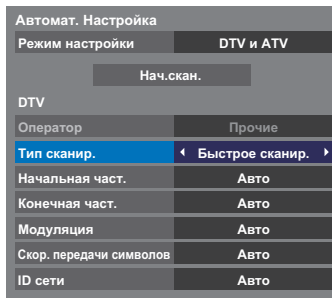 Автомат. Настройка
Режим настройки DTV и ATV
Нач.скан.
DTV
Оператор Прочие
Тип сканир. Быстрое сканир.
Начальная част. Авто
Конечная част. Авто
Модуляция Авто
Скор. передачи символов Авто
ID сети Авто